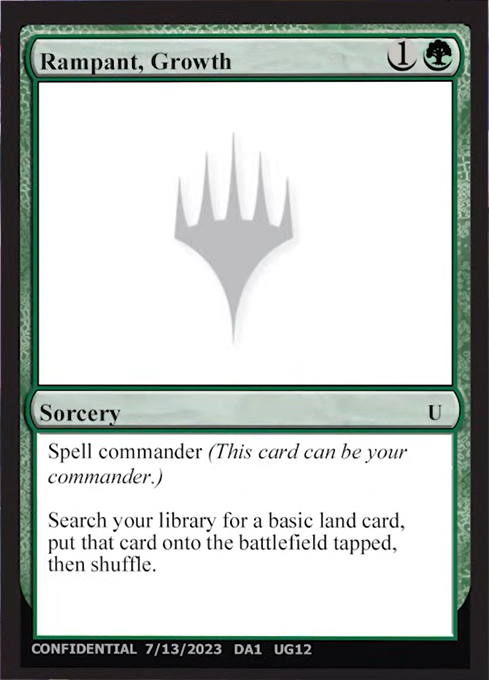 Rampant, Growth 1
Sorcery U
Spell commander (This card can be your
commander.)
Search your library for a basic land card,
put that card onto the battlefield tapped,
then shuffle.
CONFIDENTIAL 7/13/2023 DA1 UG12